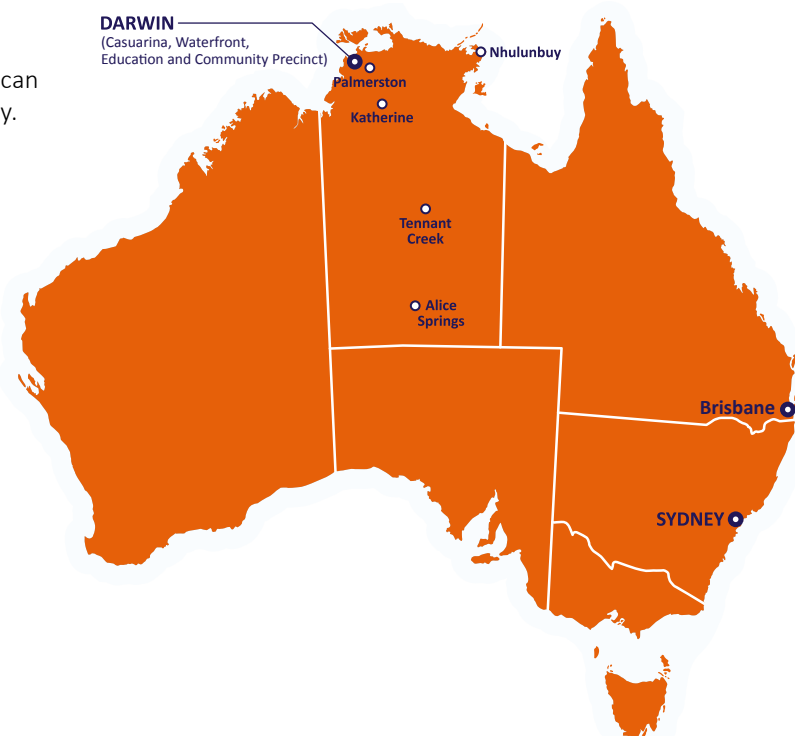 DARWIN
(Casuarina, Waterfront,
Education and Community Precinct)
can
y.
Nhulunbuy
Palmerston
Katherine
Tennant
Creek
Alice
Springs
Brisbane
SYDNEY